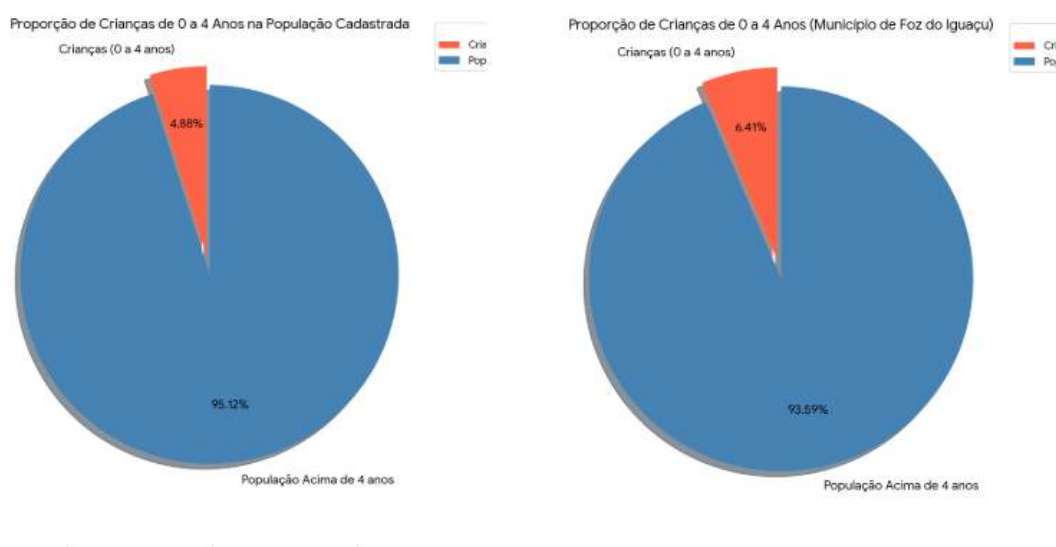 Proporção de Crianças de 0 a 4 Anos na População Cadastrada
Crianças (0 a 4 anos)
4.88%
95.12%
População Acima de 4 anos
Proporção de Crianças de 0 a 4 Anos (Município de Foz do Iguaçu)
Crianças (0 a 4 anos)
6.41%
93.59%
População Acima de 4 anos